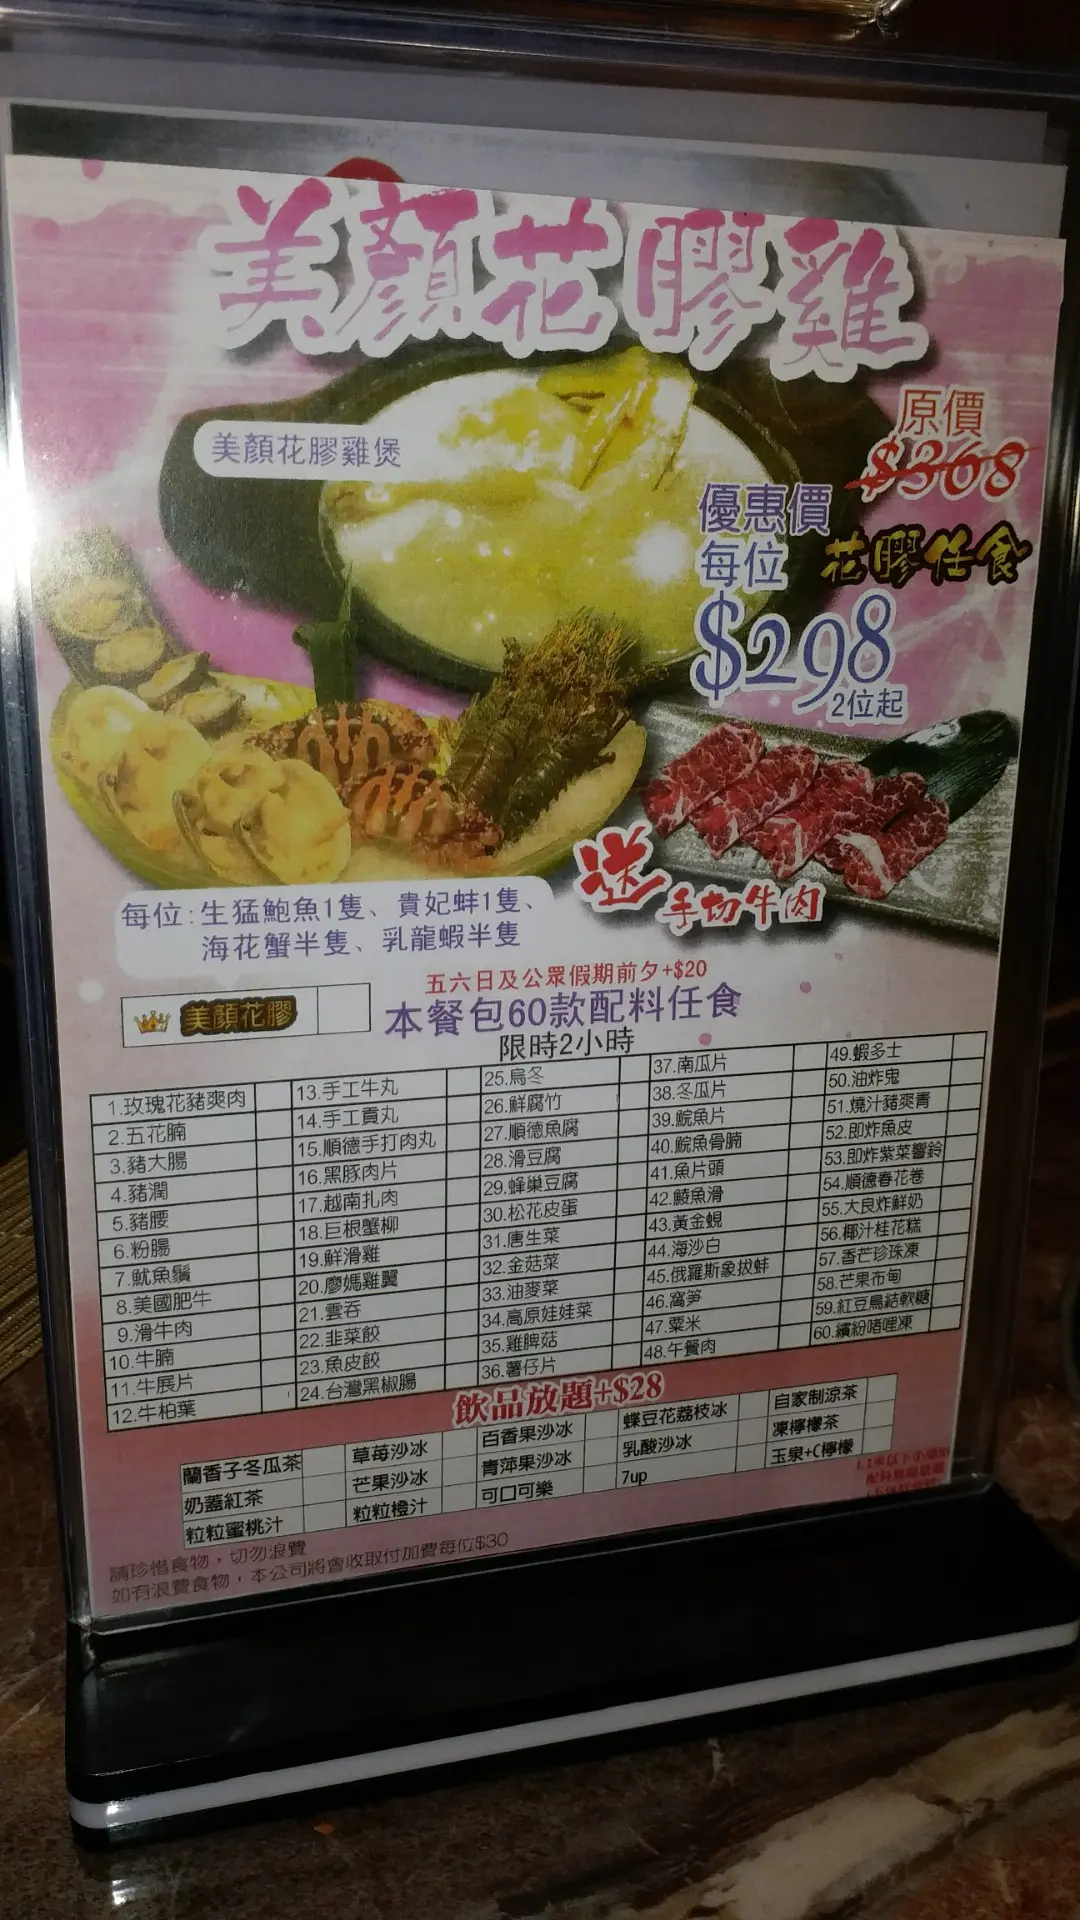 美顏花膠雞
美顏花膠雞煲
原價
$368
優惠價
每位
花膠任食
$298
2位起
送手切牛肉
每位:生猛鮑魚1隻、貴妃蚌1隻、
海花蟹半隻、乳龍蝦半隻
五六日及公眾假期前夕+$20
美顏花膠
本餐包60款配料任食
限時2小時
1.玫瑰花豬爽肉
2.五花腩
3.豬大腸
4.豬潤
5.豬腰
6.粉腸
7.魷魚鬚
8.美國肥牛
9.滑牛肉
10.牛腩
11.牛展片
12.牛柏葉
13.手工牛丸
14.手工貢丸
15.順德手打肉丸
16.黑豚肉片
17.越南扎肉
18.巨根蟹柳
19.鮮滑雞
20.廖媽雞翼
21.雲吞
22.韭菜餃
23.魚皮餃
24.台灣黑椒腸
25.烏冬
26.鮮腐竹
27.順德魚腐
28.滑豆腐
29.蜂巢豆腐
30.松花皮蛋
31.唐生菜
32.金菇菜
33.油麥菜
34.高原娃娃菜
35.雞脾菇
36.薯仔片
37.南瓜片
38.冬瓜片
39.鯇魚片
40.鯇魚骨腩
41.魚片頭
42.鯪魚滑
43.黃金蜆
44.海沙白
45.俄羅斯象拔蚌
46.窩笋
47.粟米
48.午餐肉
49.蝦多士
50.油炸鬼
51.燒汁豬爽青
52.即炸魚皮
53.即炸紫菜響鈴
54.順德春花卷
55.大良炸鮮奶
56.椰汁桂花糕
57.香芒珍珠凍
58.芒果布甸
59.紅豆鳥結軟糖
60.繽紛啫喱凍
飲品放題+$28
蘭香子冬瓜茶
奶蓋紅茶
粒粒蜜桃汁
草莓沙冰
芒果沙冰
粒粒橙汁
百香果沙冰
青萍果沙冰
可口可樂
蝶豆花荔枝冰
乳酸沙冰
7up
自家制涼茶
凍檸檬茶
玉泉+C檸檬
請珍惜食物，切勿浪費
如有浪費食物，本公司將會收取付加費每位$30